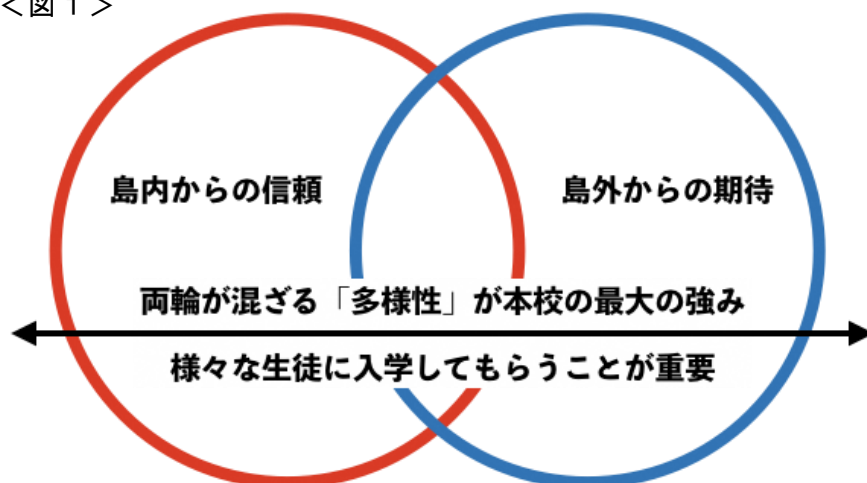 ＜図１＞
島内からの信頼
島外からの期待
両輪が混ざる「多様性」が本校の最大の強み
様々な生徒に入学してもらうことが重要